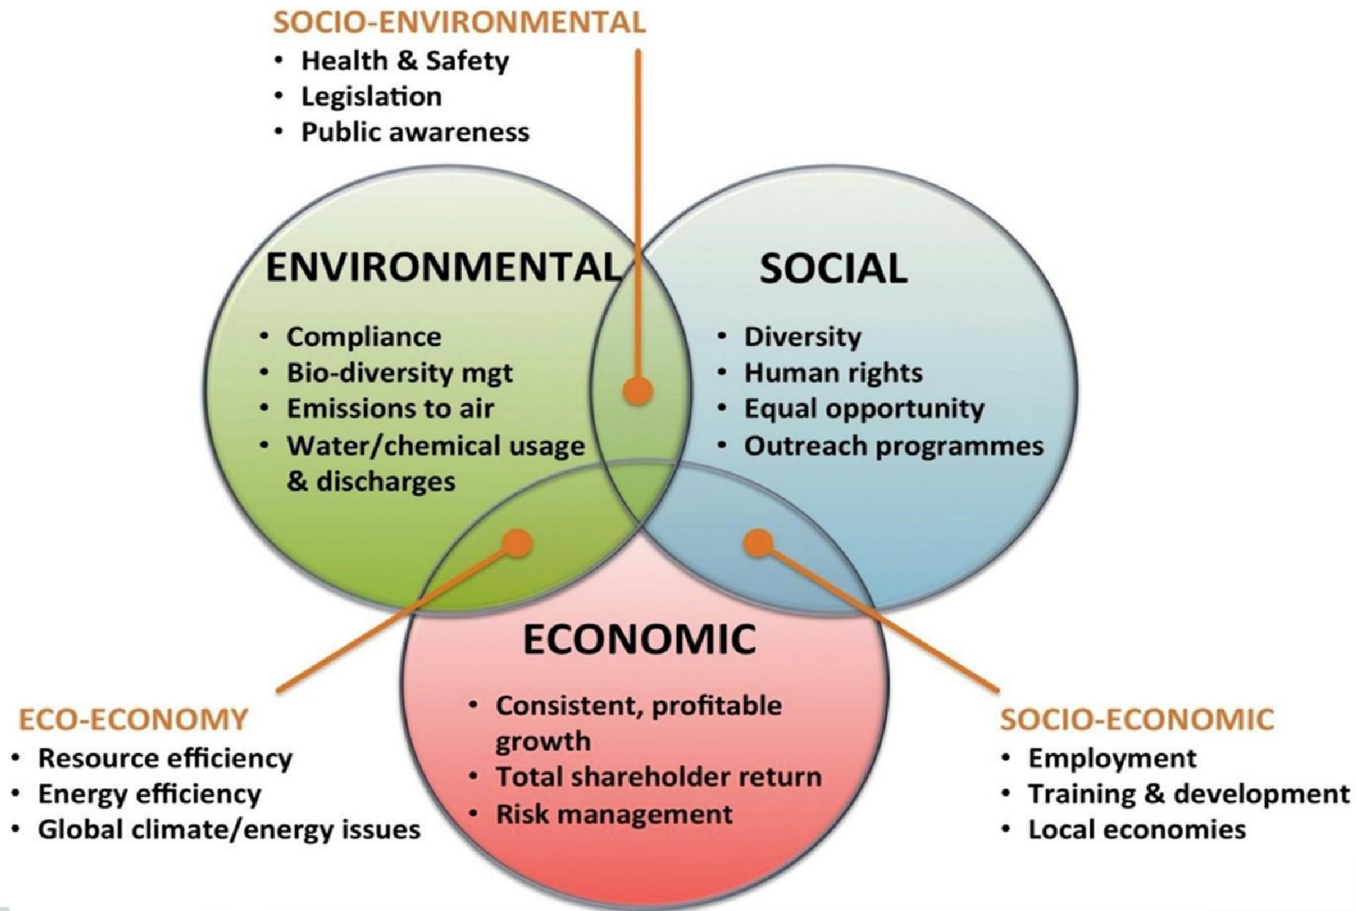 SOCIO-ENVIRONMENTAL
• Health & Safety
• Legislation
• Public awareness
ENVIRONMENTAL
• Compliance
• Bio-diversity mgt
• Emissions to air
• Water/chemical usage
& discharges
SOCIAL
• Diversity
• Human rights
• Equal opportunity
• Outreach programmes
ECONOMIC
• Consistent, profitable
growth
• Total shareholder return
• Risk management
ECO-ECONOMY
• Resource efficiency
• Energy efficiency
• Global climate/energy issues
SOCIO-ECONOMIC
• Employment
• Training & development
• Local economies